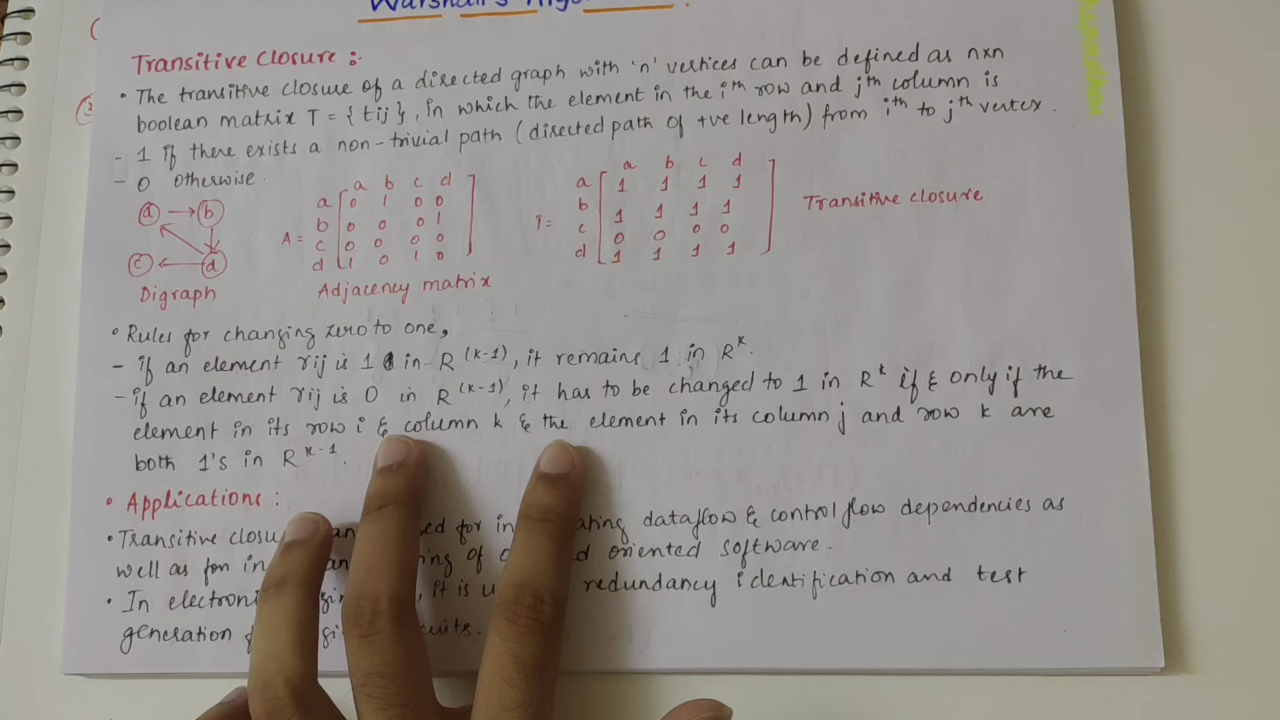 Warshall's Algorithm:
Transitive Closure :-
• The transitive closure of a directed graph with 'n' vertices can be defined as nxn
boolean matrix T = {tij}, in which the element in the ith row and jth column is
- 1 if there exists a non-trivial path (directed path of +ve length) from ith to jth vertex.
- 0 otherwise.
a b
c d
Digraph
a b c d
a 0 1 0 0
A = b 0 0 0 1
c 0 0 0 0
d 1 0 1 0
Adjacency matrix
a b c d
a 1 1 1 1
T= b 1 1 1 1
c 0 0 0 0
d 1 1 1 1
Transitive closure
• Rules for changing zero to one,
- if an element rij is 1 in R(k-1), it remains 1 in Rk.
- if an element rij is 0 in R(k-1), it has to be changed to 1 in Rk if & only if the
element in its row i & column k & the element in its column j and row k are
both 1's in Rk-1.
• Applications :
• Transitive for dataflow & control flow dependencies as
well as for of oriented software.
• In it is redundancy identification and test
generation